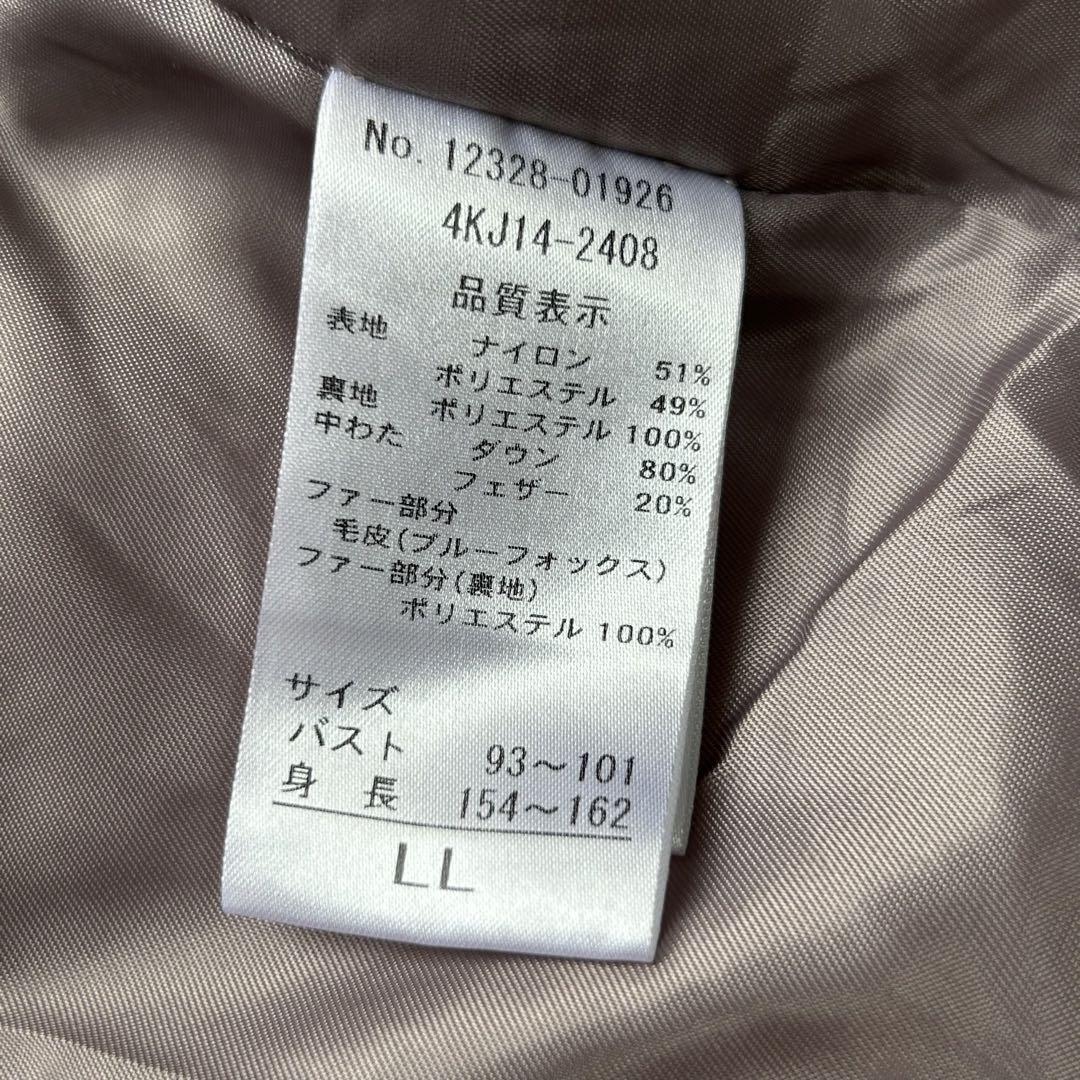 No. 12328-01926
4KJ14-2408
品質表示
表地 ナイロン 51%
ポリエステル 49%
裏地 ポリエステル 100%
中わた ダウン 80%
フェザー 20%
ファー部分
毛皮(ブルーフォックス)
ファー部分(裏地)
ポリエステル 100%
サイズ
バスト 93～101
身 長 154～162
LL